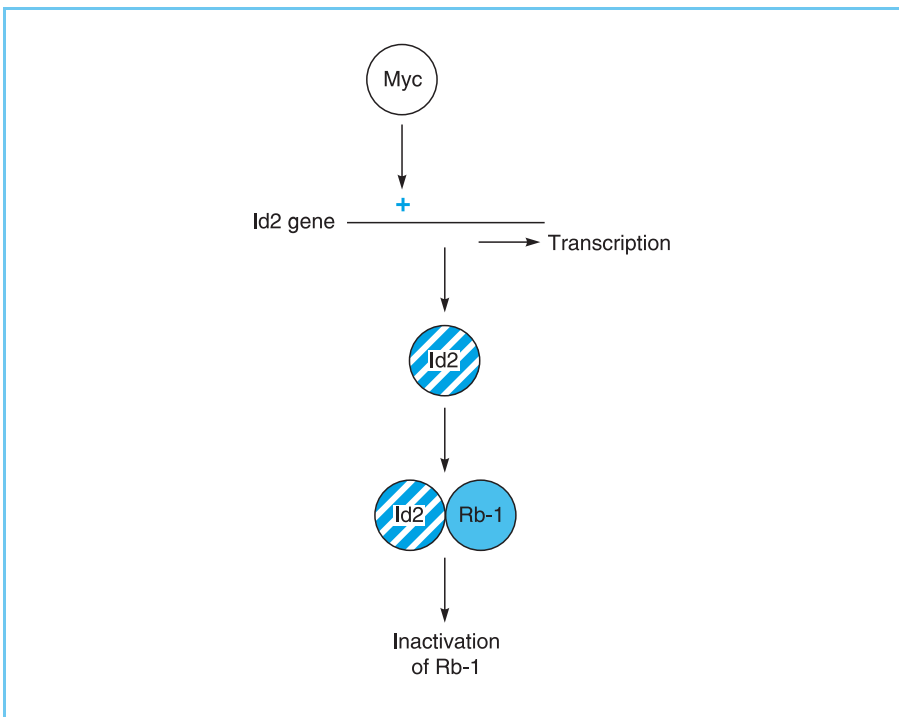 Myc
+
Id2 gene
Transcription
Id2
Id2
Rb-1
Inactivation
of Rb-1